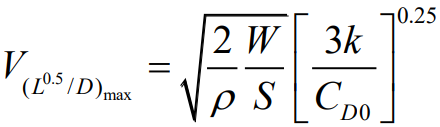 $V_{(L^{0.5}/D)_{\max}} = \sqrt{\frac{2}{\rho} \frac{W}{S}} \left[ \frac{3k}{C_{D0}} \right]^{0.25}$